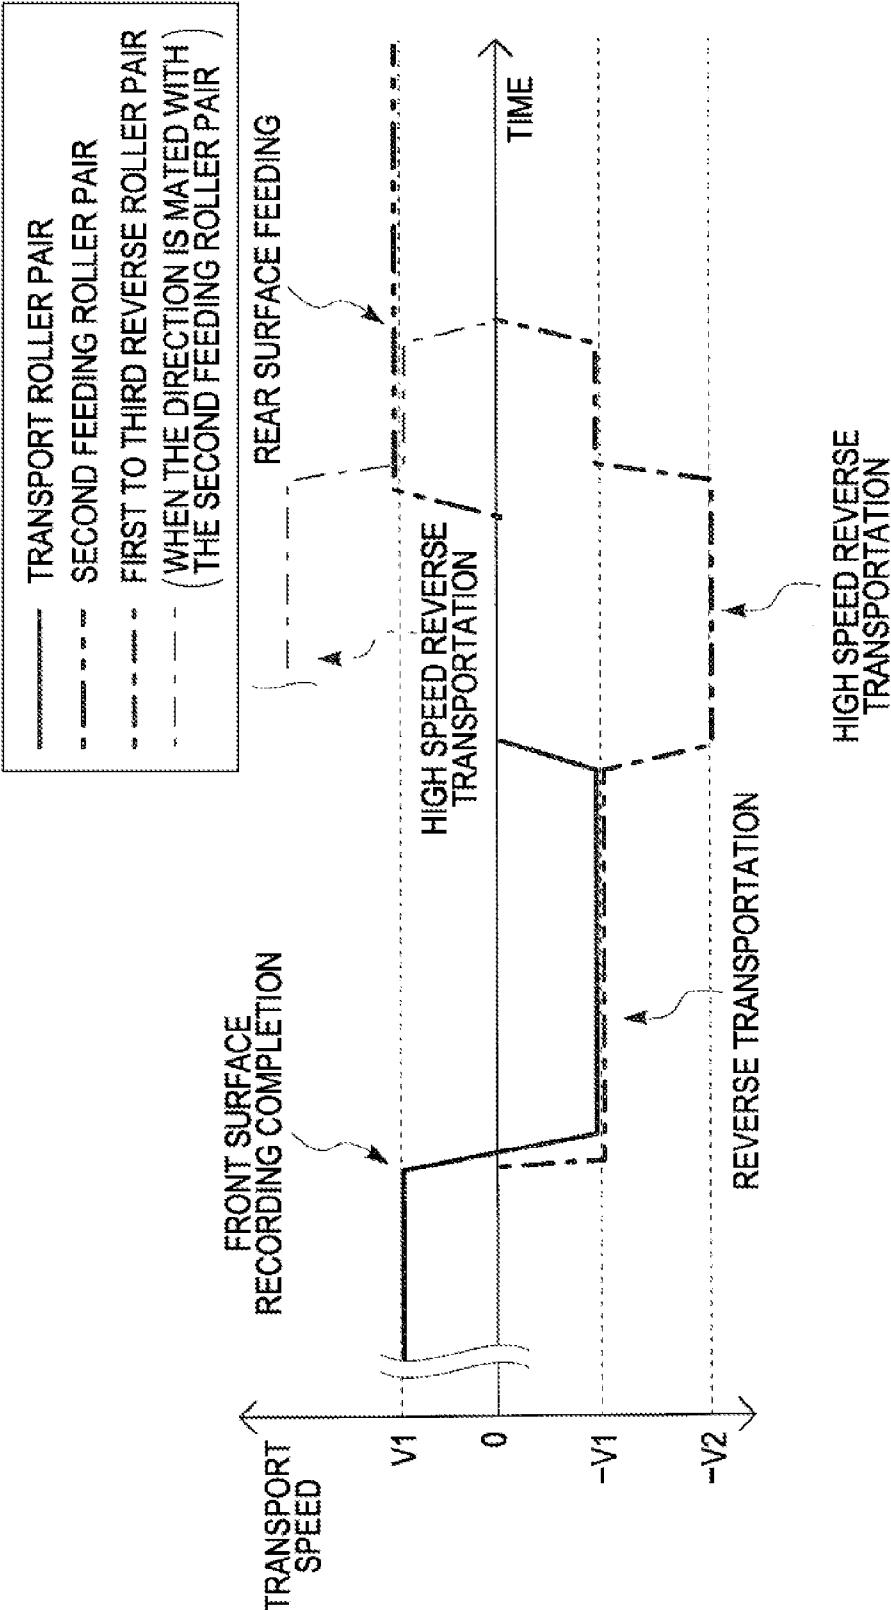 TRANSPORT ROLLER PAIR
SECOND FEEDING ROLLER PAIR
FIRST TO THIRD REVERSE ROLLER PAIR
(WHEN THE DIRECTION IS MATED WITH
THE SECOND FEEDING ROLLER PAIR)
TRANSPORT
SPEED
V1
0
-V1
-V2
FRONT SURFACE
RECORDING COMPLETION
REVERSE TRANSPORTATION
HIGH SPEED REVERSE
TRANSPORTATION
HIGH SPEED REVERSE
TRANSPORTATION
REAR SURFACE FEEDING
TIME